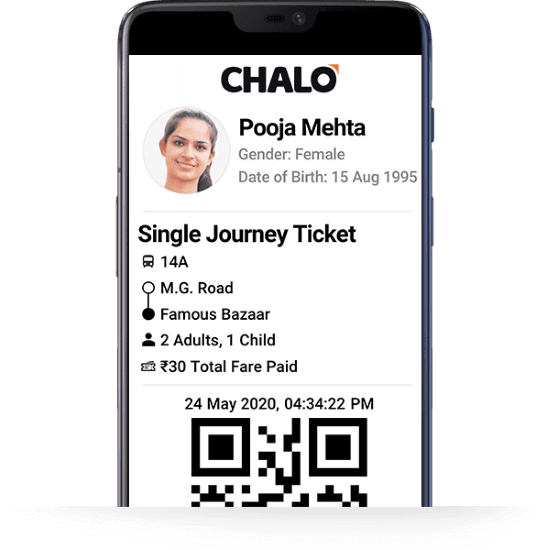 CHALO
Pooja Mehta
Gender: Female
Date of Birth: 15 Aug 1995
Single Journey Ticket
14A
M.G. Road
Famous Bazaar
2 Adults, 1 Child
₹30 Total Fare Paid
24 May 2020, 04:34:22 PM